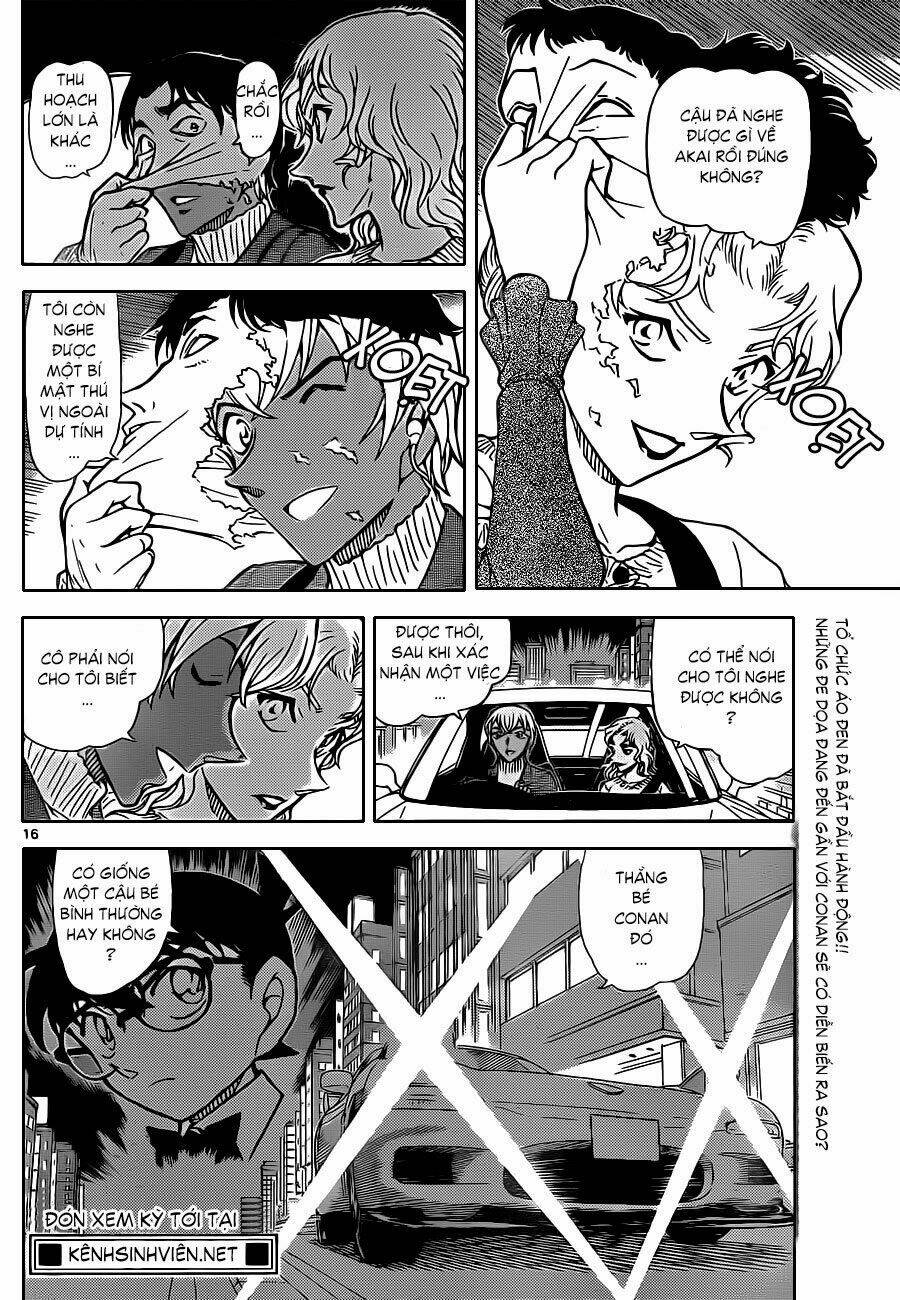 CẬU ĐÃ NGHE
ĐƯỢC GÌ VỀ
AKAI RỒI ĐÚNG
KHÔNG?
XOẸT
CHẮC
RỒI
...
THU
HOẠCH
LỚN LÀ
KHÁC
...
XOẸT
TÔI CÒN
NGHE
ĐƯỢC
MỘT BÍ
MẬT THÚ
VỊ NGOÀI
DỰ TÍNH
...
CÓ THỂ NÓI
CHO TÔI NGHE
ĐƯỢC KHÔNG
?
ĐƯỢC THÔI,
SAU KHI XÁC
NHẬN MỘT VIỆC
...
CÔ PHẢI NÓI
CHO TÔI BIẾT
...
16
THẰNG
BÉ
CONAN
ĐÓ
...
CÓ GIỐNG
MỘT CẬU BÉ
BÌNH THƯỜNG
HAY KHÔNG
?
TỔ CHỨC ÁO ĐEN ĐÃ BẮT ĐẦU HÀNH ĐỘNG!!
NHỮNG ĐE DỌA ĐANG ĐẾN GẦN VỚI CONAN SẼ CÓ DIỄN BIẾN RA SAO?
ĐÓN XEM KỲ TỚI TẠI
KÊNHSINHVIÊN.NET